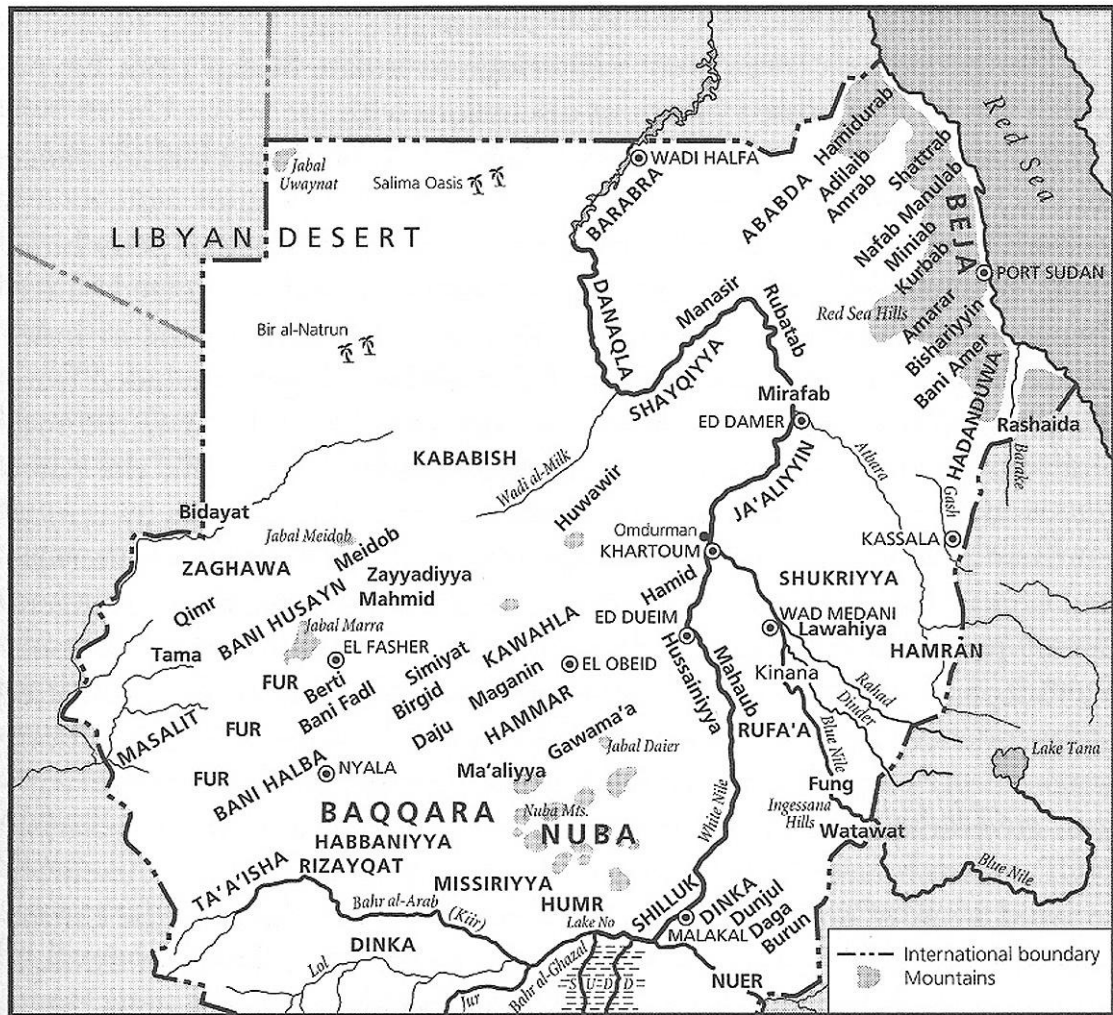 Red Sea
Jabal
Uwaynat
Salima Oasis
WADI HALFA
BARABRA
ABABDA
Hamidurab
Adilaib
Amrab
Shattrab
Nafab Manulab
Miniab
Kurbab
BEJA
PORT SUDAN
LIBYAN DESERT
Bir al-Natrun
DANAQLA
Manasir
Rubatab
Red Sea Hills
Amarar
Bishariyyin
Bani Amer
SHAYQIYYA
Mirafab
ED DAMER
HADANDUWA
Rashaida
Barake
KABABISH
Wadi al-Milk
Huwawir
JA'ALIYYIN
Atbara
Gash
Bidayat
Jabal Meidob
Meidob
Omdurman
KHARTOUM
KASSALA
ZAGHAWA
Zayyadiyya
Mahmid
Hamid
SHUKRIYYA
Qimr
BANI HUSAYN
Jabal Marra
KAWAHLA
ED DUEIM
WAD MEDANI
Lawahiya
Tama
EL FASHER
Simiyat
EL OBEID
Hussainiyya
Mahaub
Kinana
HAMRAN
FUR
Berti
Bani Fadl
Birgid
Maganin
Rahad
Dinder
MASALIT
FUR
Daju
HAMMAR
Gawama'a
Jabal Daier
RUFA'A
Blue Nile
Lake Tana
FUR
BANI HALBA
NYALA
Ma'aliyya
White Nile
Fung
BAQQARA
Nuba Mts.
NUBA
Ingessana
Hills
Watawat
HABBANIYYA
RIZAYQAT
TA'A'ISHA
MISSIRIYYA
Blue Nile
Bahr al-Arab
(Kiir)
HUMR
Lake No
SHILLUK
DINKA
MALAKAL
Dunjul
Daga
Burun
DINKA
Lol
Jur
Bahr al-Ghazal
SUDD
NUER
International boundary
Mountains